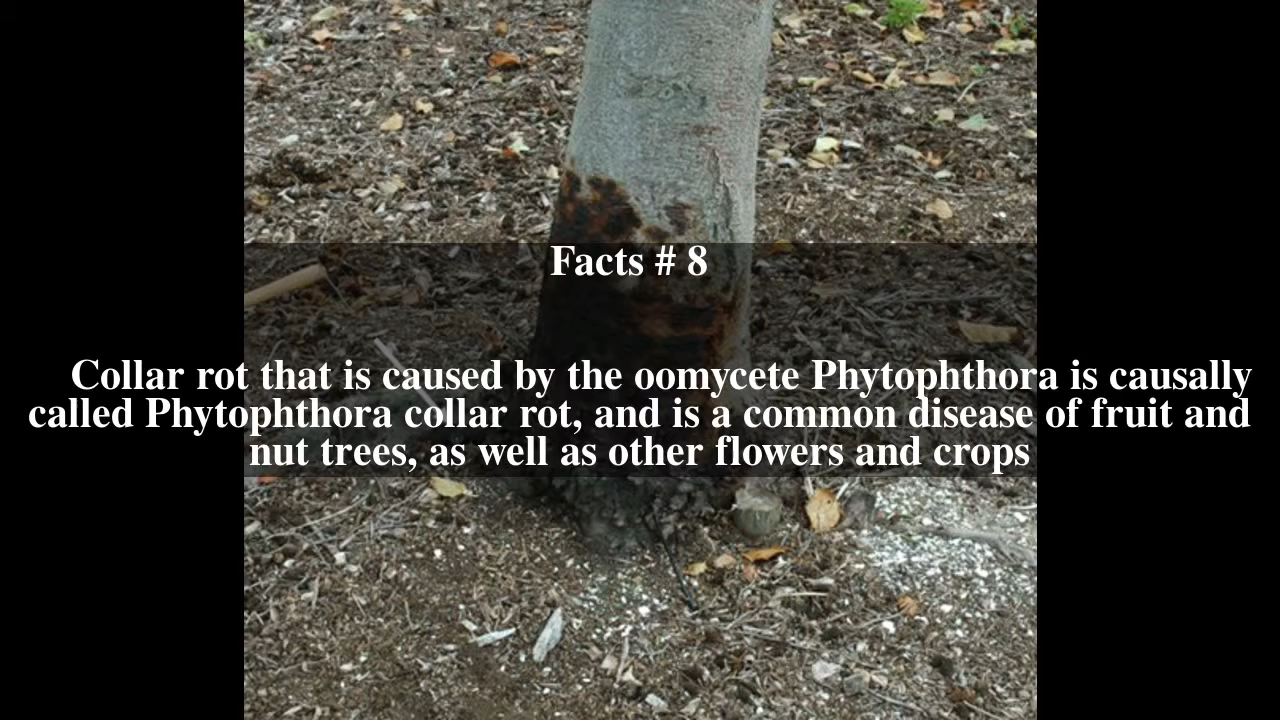 Facts # 8
Collar rot that is caused by the oomycete Phytophthora is causally
called Phytophthora collar rot, and is a common disease of fruit and
nut trees, as well as other flowers and crops